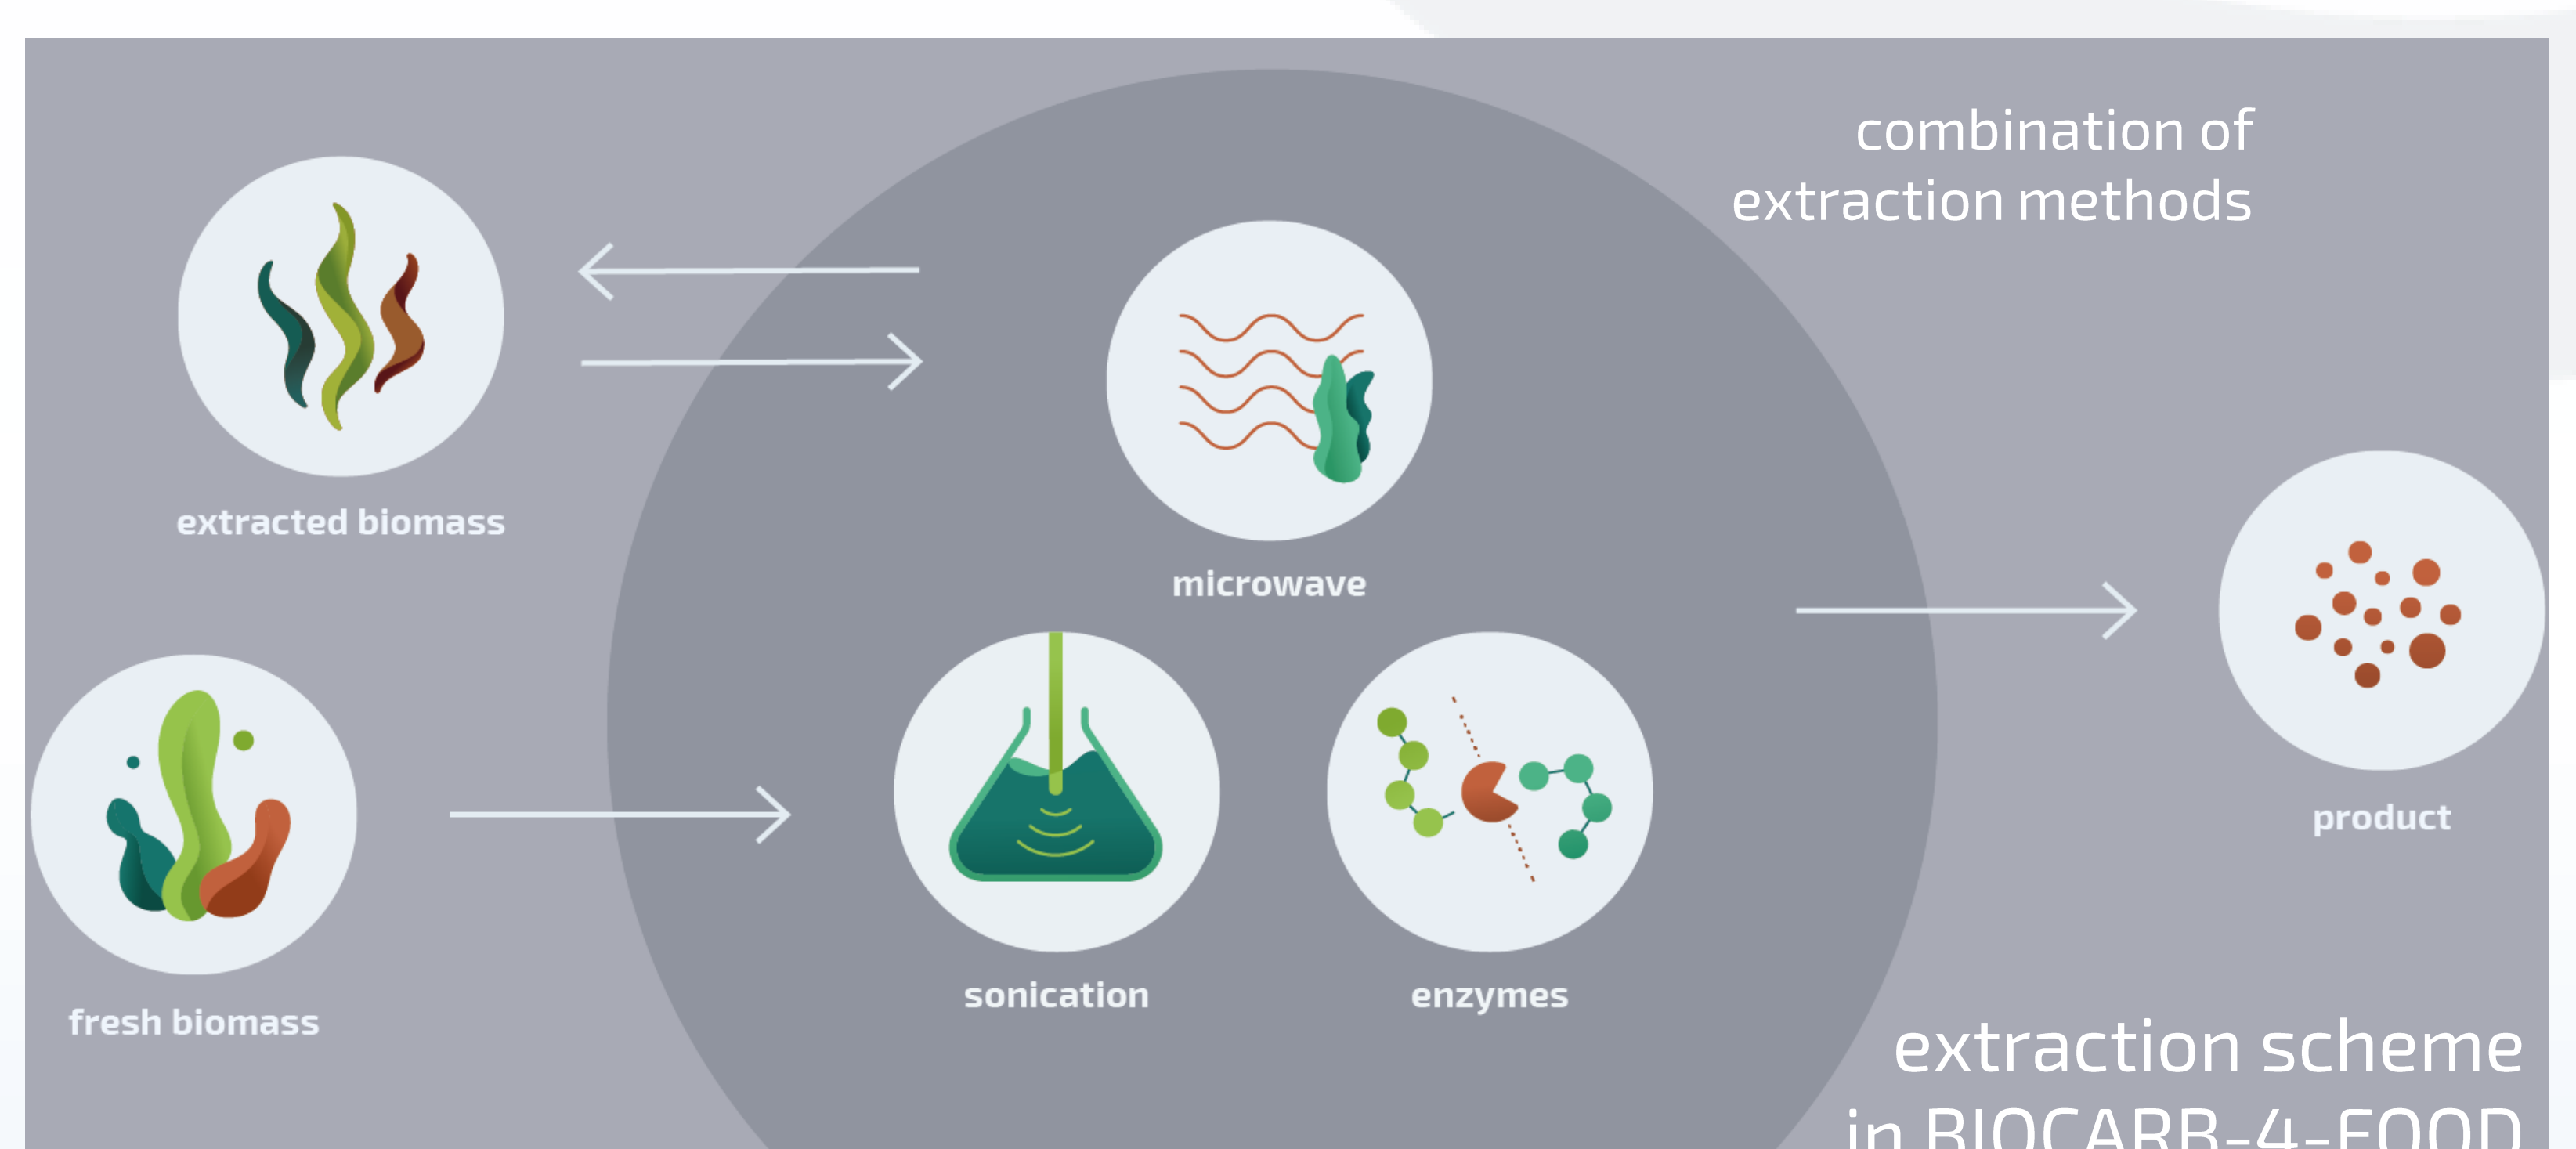 combination of
extraction methods
extracted biomass
microwave
product
fresh biomass
sonication
enzymes
extraction scheme
in BIOCARB-4-FOOD